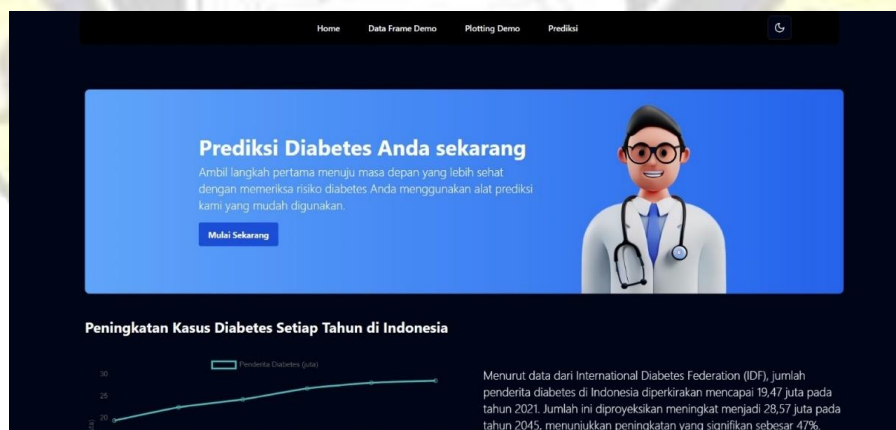 Home Data Frame Demo Plotting Demo Prediksi
Prediksi Diabetes Anda sekarang
Ambil langkah pertama menuju masa depan yang lebih sehat
dengan memeriksa risiko diabetes Anda menggunakan alat prediksi
kami yang mudah digunakan.
Mulai Sekarang
Peningkatan Kasus Diabetes Setiap Tahun di Indonesia
Penderita Diabetes (juta)
30
25
20
Menurut data dari International Diabetes Federation (IDF), jumlah
penderita diabetes di Indonesia diperkirakan mencapai 19,47 juta pada
tahun 2021. Jumlah ini diproyeksikan meningkat menjadi 28,57 juta pada
tahun 2045, menunjukkan peningkatan yang signifikan sebesar 47%.